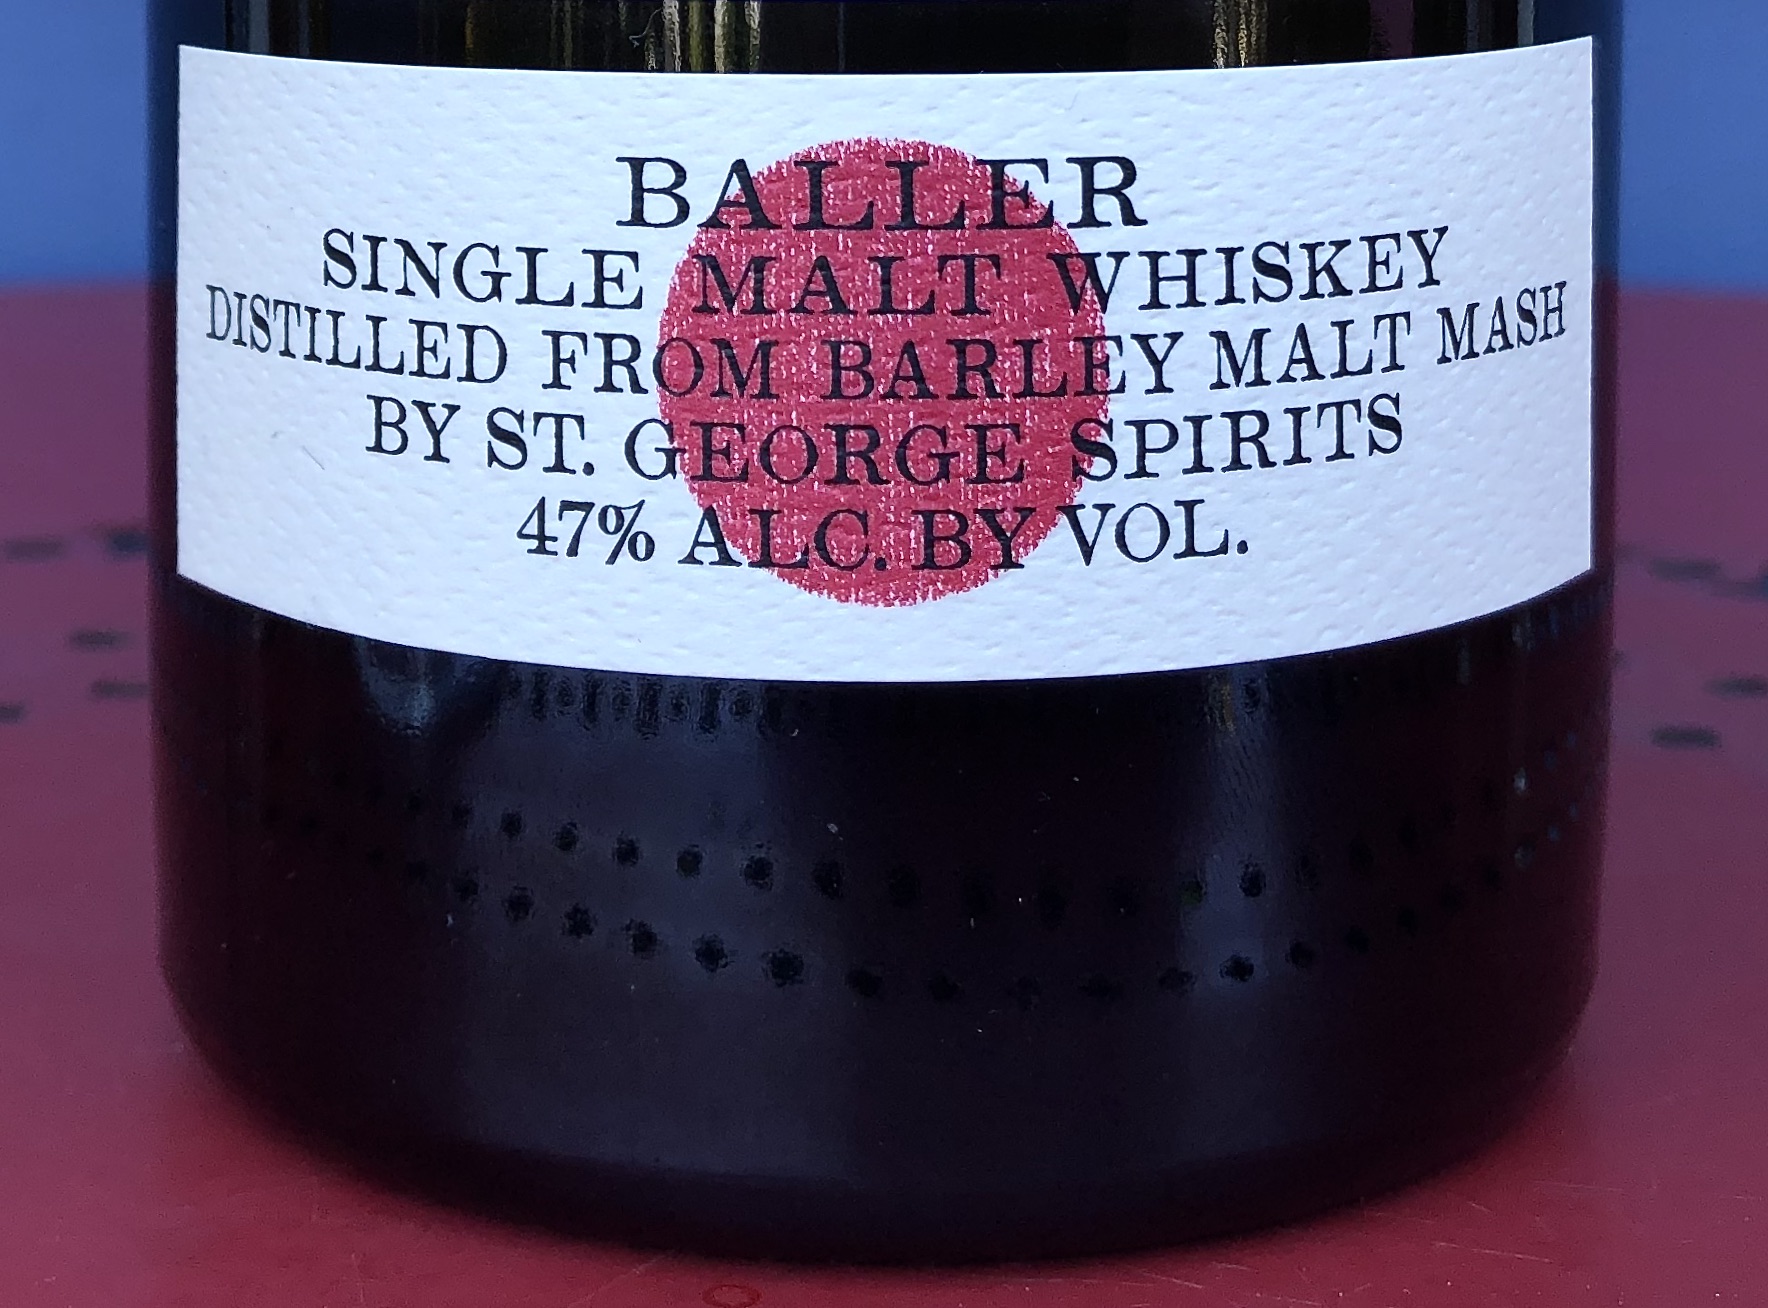 BALLER
SINGLE MALT WHISKEY
DISTILLED FROM BARLEY MALT MASH
BY ST. GEORGE SPIRITS
47% ALC. BY VOL.